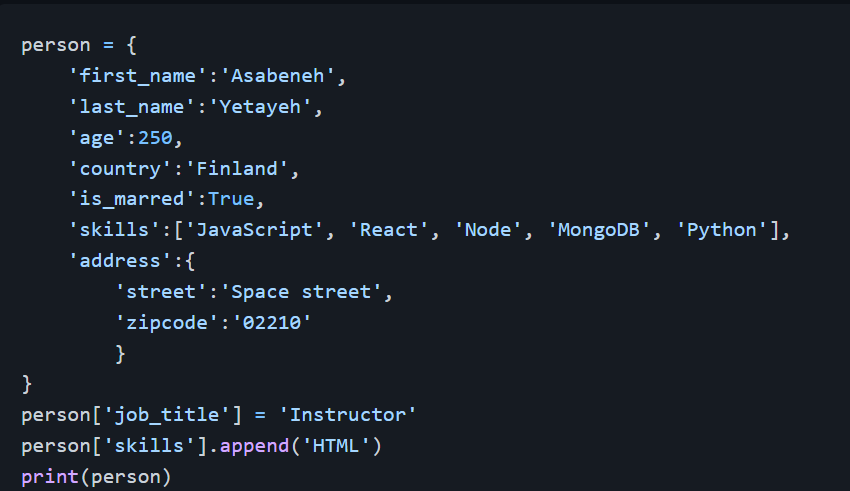 person = {
    'first_name':'Asabeneh',
    'last_name':'Yetayeh',
    'age':250,
    'country':'Finland',
    'is_marred':True,
    'skills':['JavaScript', 'React', 'Node', 'MongoDB', 'Python'],
    'address':{
        'street':'Space street',
        'zipcode':'02210'
        }
}
person['job_title'] = 'Instructor'
person['skills'].append('HTML')
print(person)